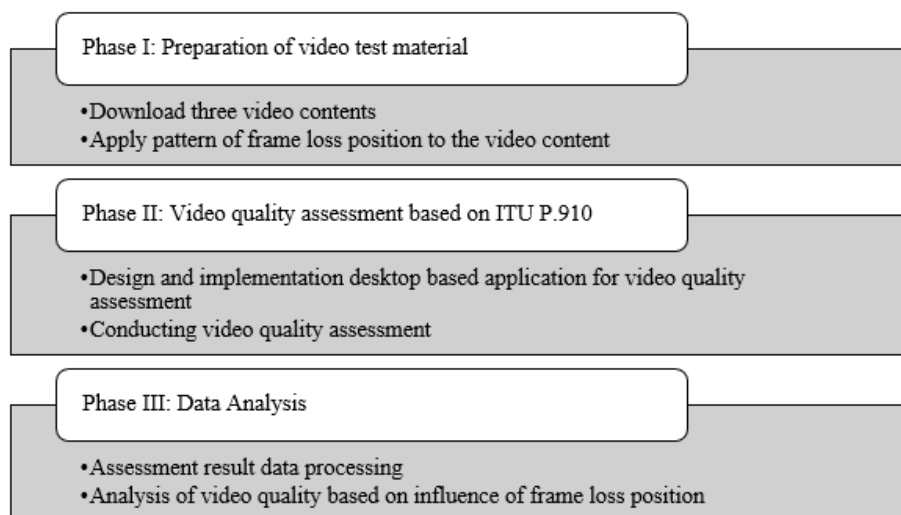 Phase I: Preparation of video test material
•Download three video contents
•Apply pattern of frame loss position to the video content
Phase II: Video quality assessment based on ITU P.910
•Design and implementation desktop based application for video quality
assessment
•Conducting video quality assessment
Phase III: Data Analysis
•Assessment result data processing
•Analysis of video quality based on influence of frame loss position